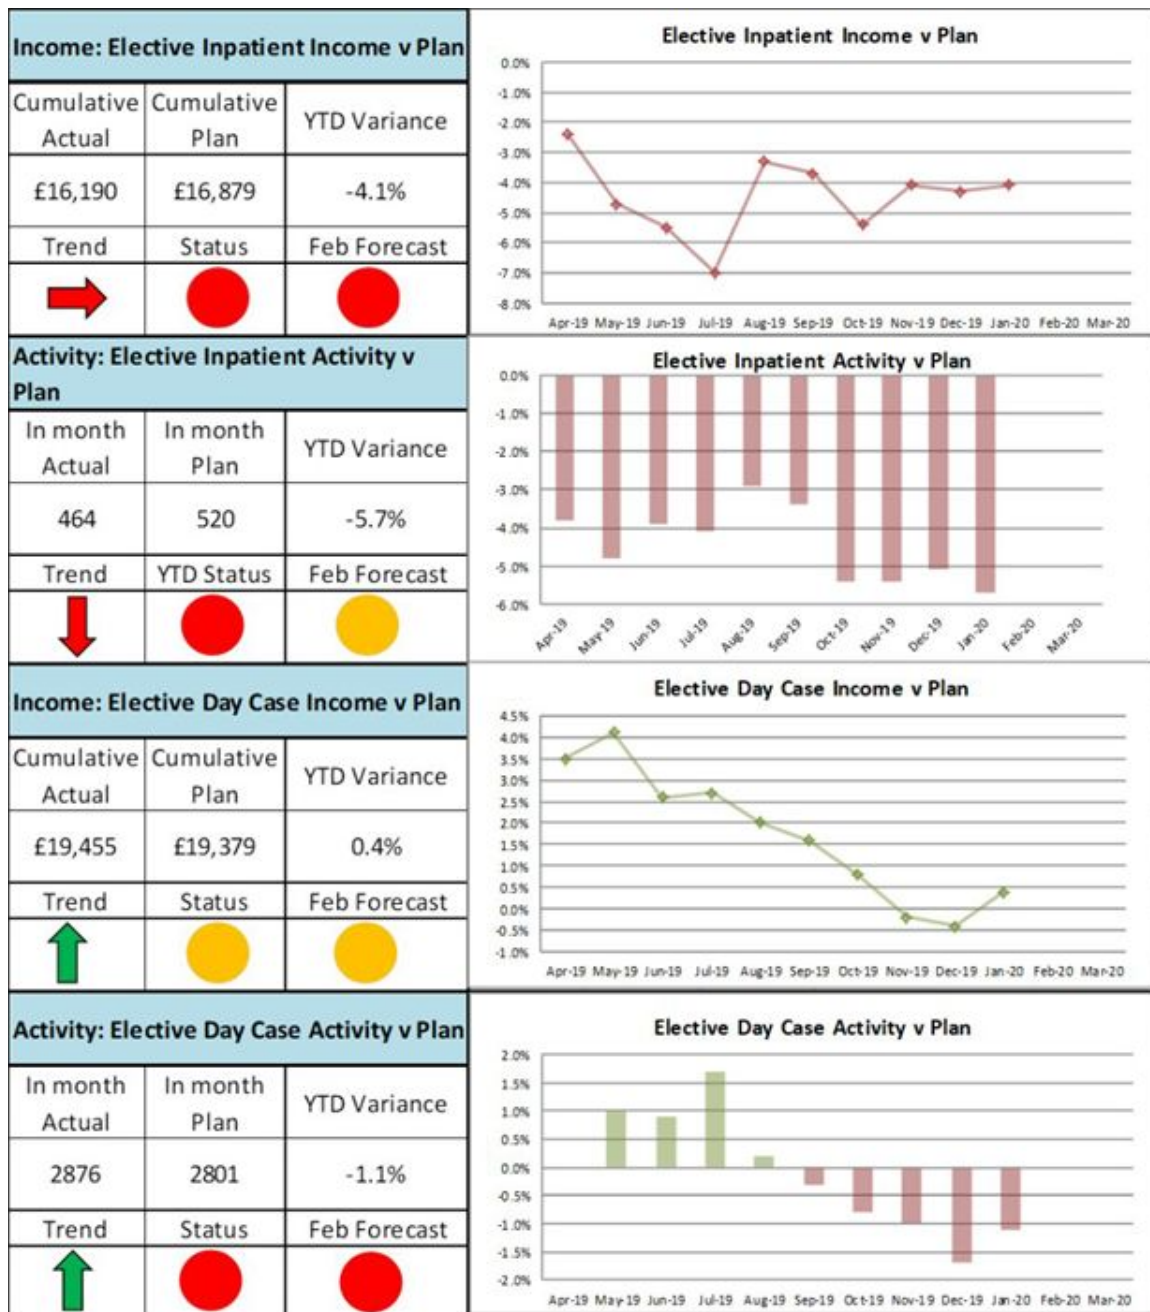 Income: Elective Inpatient Income v Plan
Cumulative Actual
Cumulative Plan
YTD Variance
£16,190
£16,879
-4.1%
Trend
Status
Feb Forecast
Elective Inpatient Income v Plan
0.0%
-1.0%
-2.0%
-3.0%
-4.0%
-5.0%
-6.0%
-7.0%
-8.0%
Apr-19 May-19 Jun-19 Jul-19 Aug-19 Sep-19 Oct-19 Nov-19 Dec-19 Jan-20 Feb-20 Mar-20
Activity: Elective Inpatient Activity v
Plan
In month Actual
In month Plan
YTD Variance
464
520
-5.7%
Trend
YTD Status
Feb Forecast
Elective Inpatient Activity v Plan
0.0%
-1.0%
-2.0%
-3.0%
-4.0%
-5.0%
-6.0%
Apr-19 May-19 Jun-19 Jul-19 Aug-19 Sep-19 Oct-19 Nov-19 Dec-19 Jan-20 Feb-20 Mar-20
Income: Elective Day Case Income v Plan
Cumulative Actual
Cumulative Plan
YTD Variance
£19,455
£19,379
0.4%
Trend
Status
Feb Forecast
Elective Day Case Income v Plan
4.5%
4.0%
3.5%
3.0%
2.5%
2.0%
1.5%
1.0%
0.5%
0.0%
-0.5%
-1.0%
Apr-19 May-19 Jun-19 Jul-19 Aug-19 Sep-19 Oct-19 Nov-19 Dec-19 Jan-20 Feb-20 Mar-20
Activity: Elective Day Case Activity v Plan
In month Actual
In month Plan
YTD Variance
2876
2801
-1.1%
Trend
Status
Feb Forecast
Elective Day Case Activity v Plan
2.0%
1.5%
1.0%
0.5%
0.0%
-0.5%
-1.0%
-1.5%
-2.0%
Apr-19 May-19 Jun-19 Jul-19 Aug-19 Sep-19 Oct-19 Nov-19 Dec-19 Jan-20 Feb-20 Mar-20